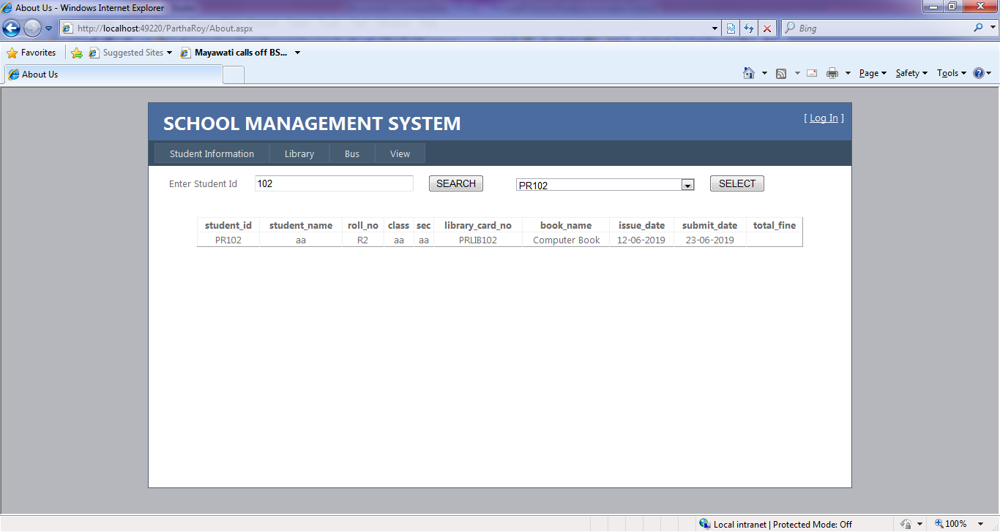 About Us - Windows Internet Explorer
http://localhost:49220/ParthaRoy/About.aspx
Bing
Favorites
Suggested Sites
Mayawati calls off BS...
About Us
Page
Safety
Tools
SCHOOL MANAGEMENT SYSTEM
[ Log In ]
Student Information Library Bus View
Enter Student Id 102 SEARCH PR102 SELECT
student_id student_name roll_no class sec library_card_no book_name issue_date submit_date total_fine
PR102 aa R2 aa aa PRLIB102 Computer Book 12-06-2019 23-06-2019
Local intranet | Protected Mode: Off
100%